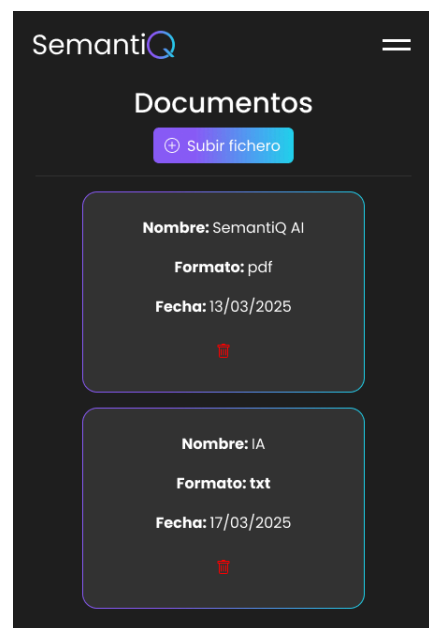 SemantiQ
Documentos
Subir fichero
Nombre: SemantiQ AI
Formato: pdf
Fecha: 13/03/2025
Nombre: IA
Formato: txt
Fecha: 17/03/2025